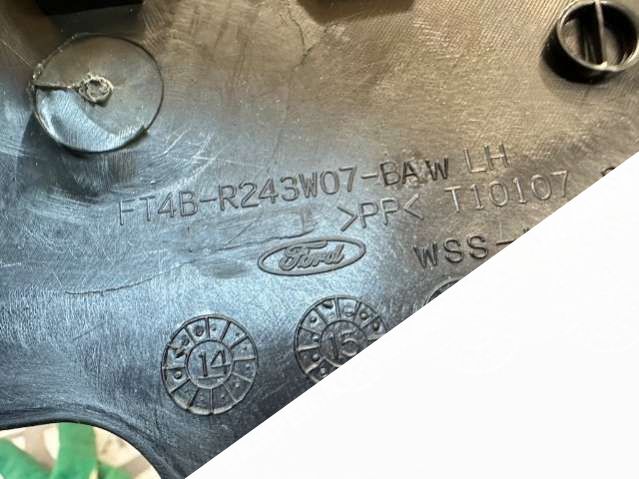 FT4B-R243W07-BAW LH
>PP< T10107
Ford
WSS-
14
15